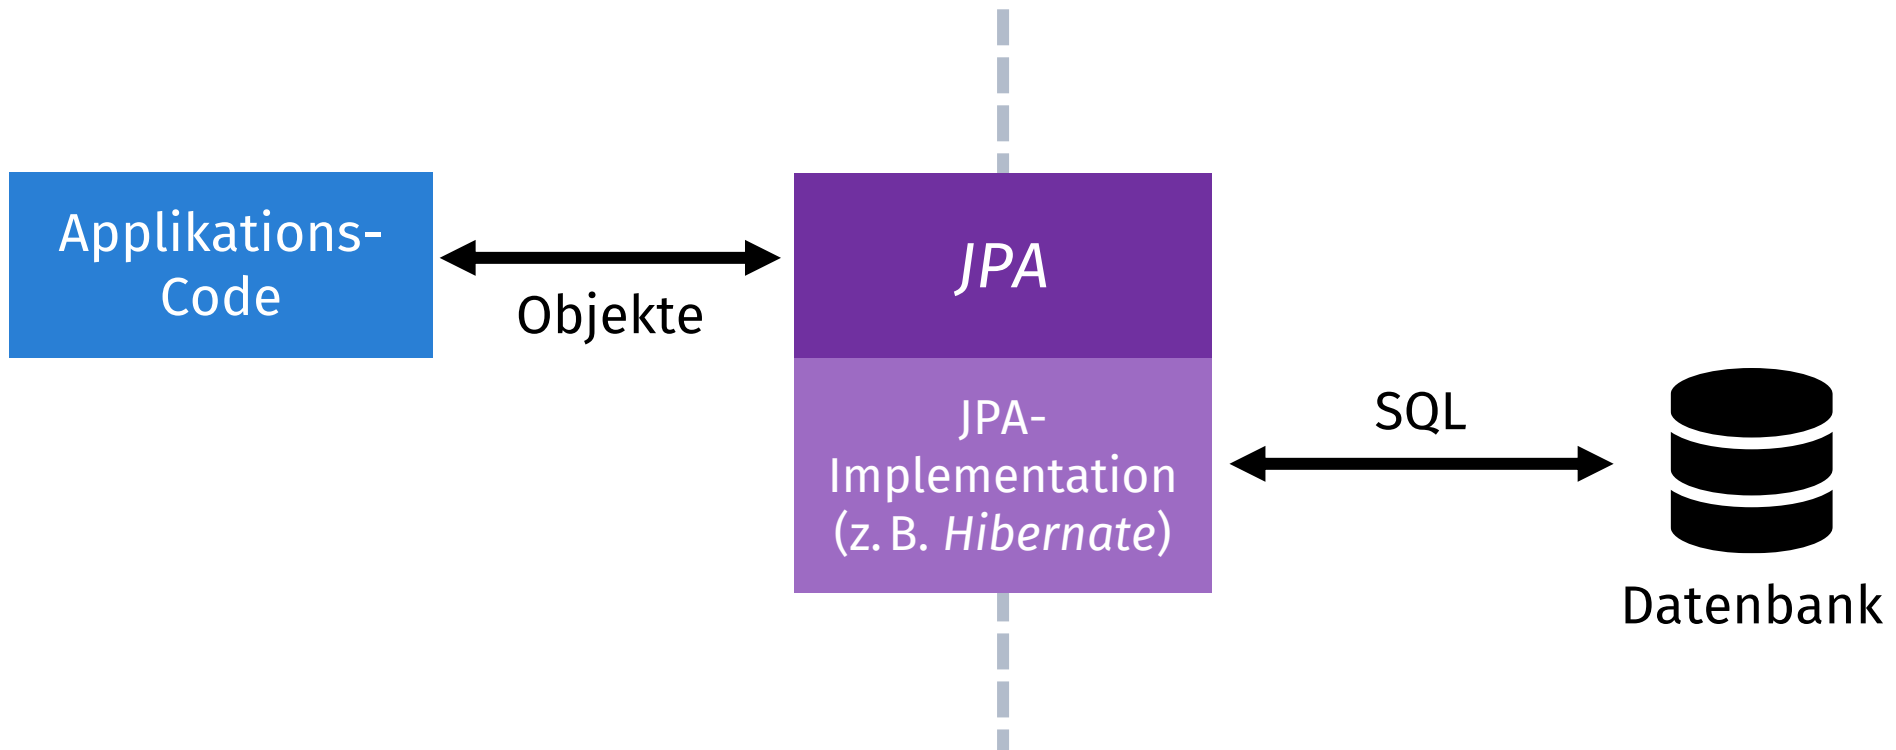 Applikations-
Code
Objekte
JPA
JPA-
Implementation
(z. B. Hibernate)
SQL
Datenbank